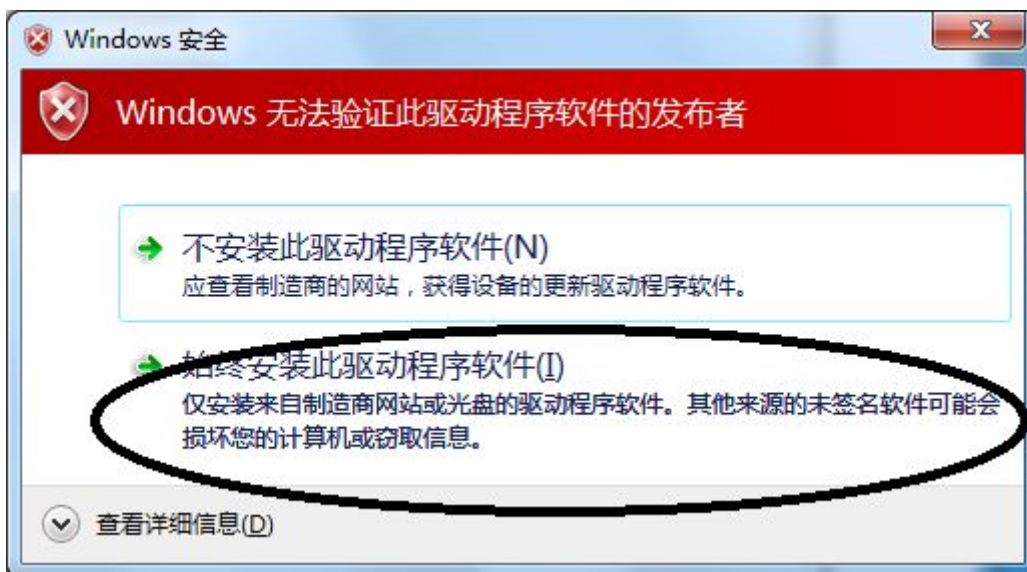 Windows 安全
Windows 无法验证此驱动程序软件的发布者
不安装此驱动程序软件(N)
应查看制造商的网站，获得设备的更新驱动程序软件。
始终安装此驱动程序软件(I)
仅安装来自制造商网站或光盘的驱动程序软件。其他来源的未签名软件可能会
损坏您的计算机或窃取信息。
查看详细信息(D)